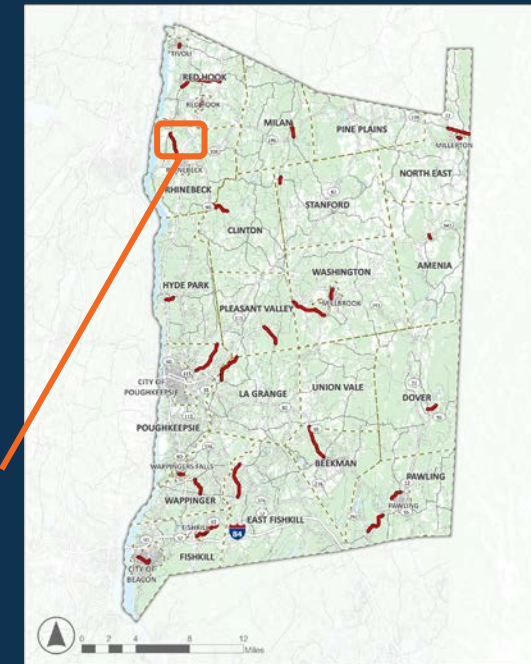 TIVOLI
RED HOOK
RED HOOK
MILAN
PINE PLAINS
MILLERTON
RHINEBECK
RHINEBECK
NORTH EAST
STANFORD
CLINTON
AMENIA
WASHINGTON
HYDE PARK
MILLBROOK
PLEASANT VALLEY
CITY OF
POUGHKEEPSIE
LA GRANGE
UNION VALE
DOVER
POUGHKEEPSIE
BEEKMAN
WAPPINGERS FALLS
PAWLING
WAPPINGER
PAWLING
EAST FISHKILL
FISHKILL
84
FISHKILL
CITY OF
BEACON
0 2 4 8 12
Miles